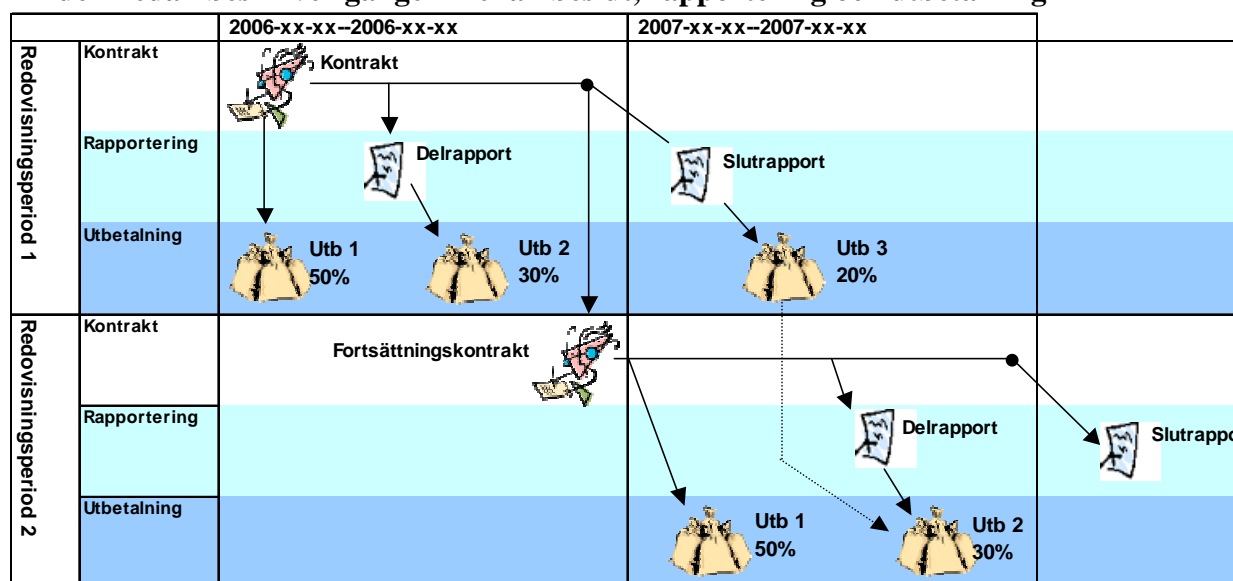 2006-xx-xx--2006-xx-xx
2007-xx-xx--2007-xx-xx
Redovisningsperiod 1
Kontrakt
Kontrakt
Rapportering
Delrapport
Slutrapport
Utbetalning
Utb 1
50%
Utb 2
30%
Utb 3
20%
Redovisningsperiod 2
Kontrakt
Fortsättningskontrakt
Rapportering
Delrapport
Slutrappo
Utbetalning
Utb 1
50%
Utb 2
30%